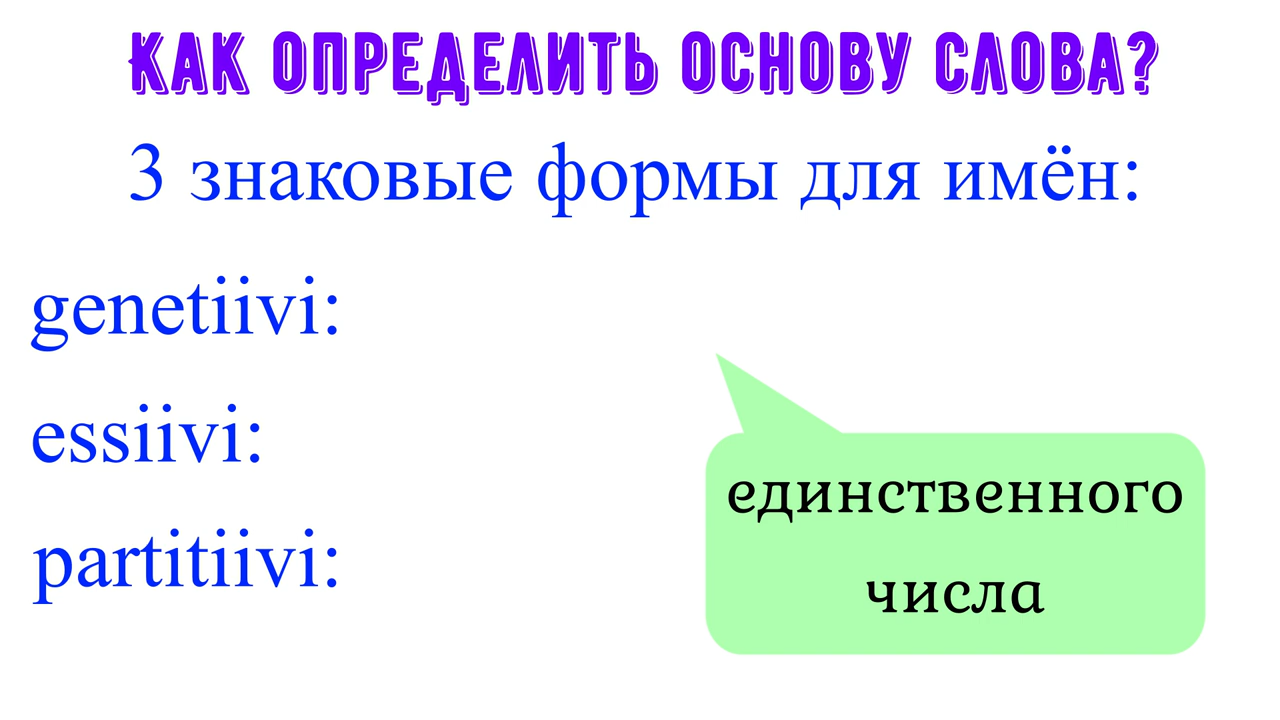 КАК ОПРЕДЕЛИТЬ ОСНОВУ СЛОВА?
3 знаковые формы для имён:
genetiivi:
essiivi:
partitiivi:
единственного
числа